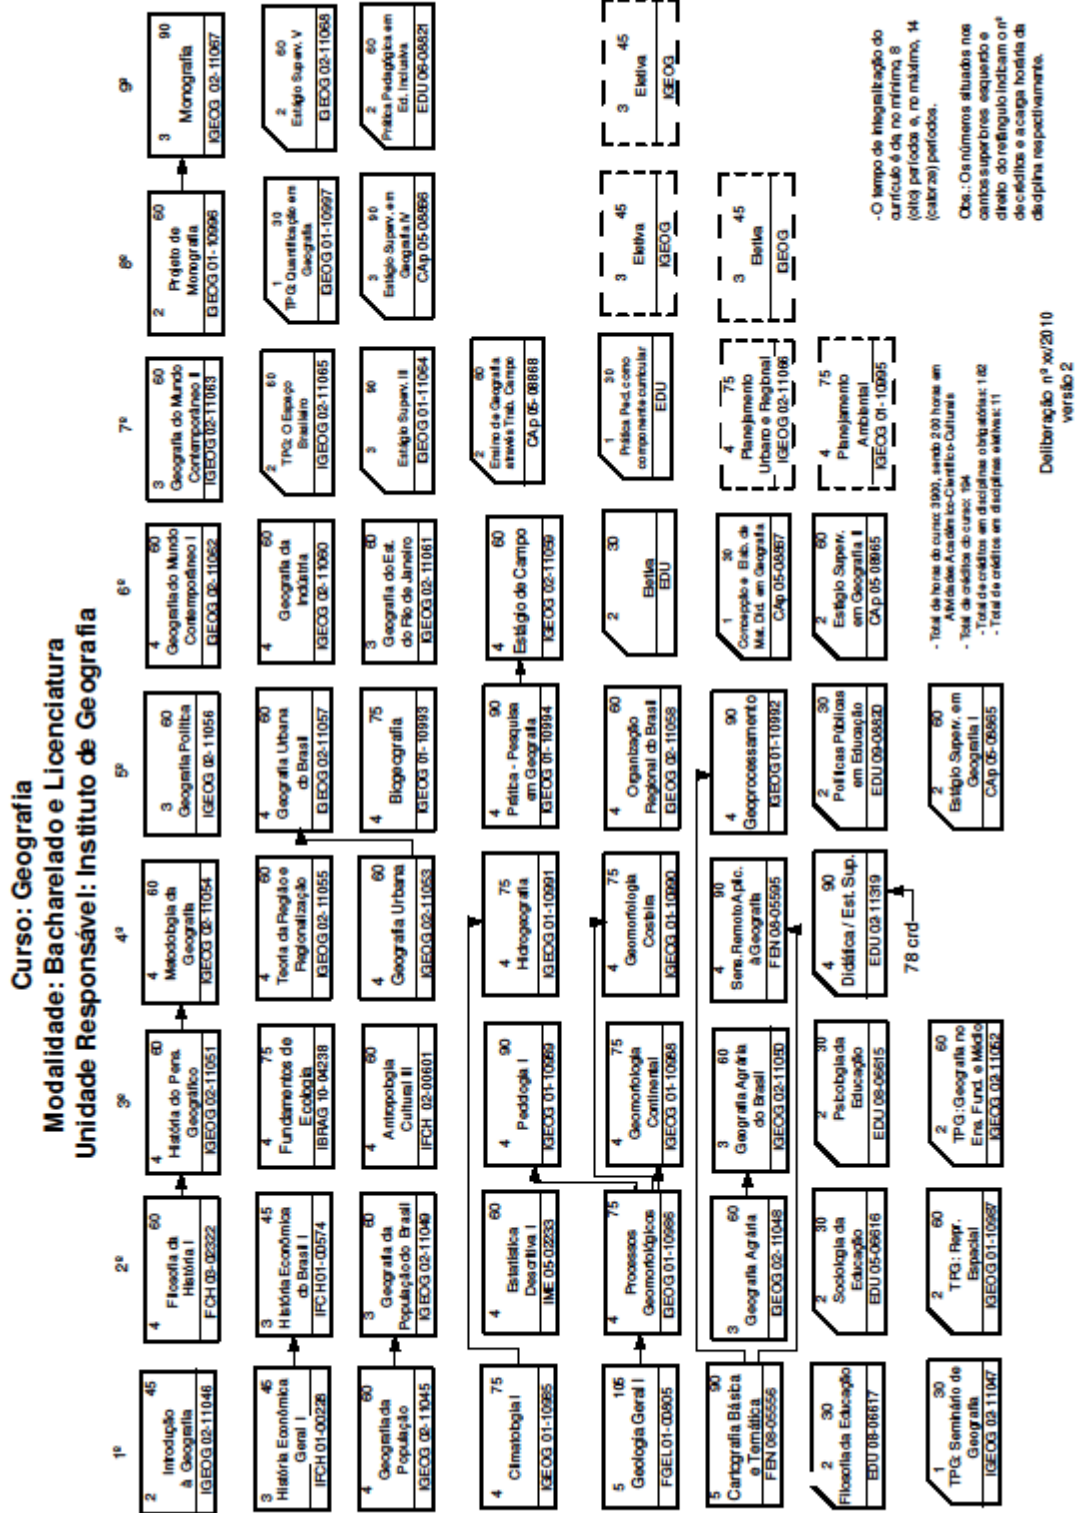 Curso: Geografia
Modalidade: Bacharelado e Licenciatura
Unidade Responsável: Instituto de Geografia
1º
2
45
Introdução
à Geografia
IGEOG 02-11046
3
45
História Econômica
Geral I
IFCH 01-00228
4
60
Geografia da
População
IGEOG 02-11045
4
75
Climatologia I
IGEOG 01-10985
5
105
Geologia Geral I
FGEL 01-00805
5
90
Cartografia Básica
e Temática
FEN 08-05556
2
30
Filosofia da Educação
EDU 08-06617
1
30
TPG: Seminário de
Geografia
IGEOG 02-11047
2º
4
60
Filosofia da
História I
FCH 03-02322
3
45
História Econômica
do Brasil I
IFCH 01-00574
3
60
Geografia da
População do Brasil
IGEOG 02-11049
4
60
Estatística
Descritiva I
IME 05-02233
4
75
Processos
Geomorfológicos
IGEOG 01-10986
3
60
Geografia Agrária
IGEOG 02-11048
2
30
Sociologia da
Educação
EDU 05-06616
2
60
TPG: Repr.
Espacial
IGEOG 01-10987
3º
4
60
História do Pens.
Geográfico
IGEOG 02-11051
4
75
Fundamentos de
Ecologia
IBRAG 10-04238
4
60
Antropologia
Cultural III
IFCH 02-00601
4
90
Pedologia I
IGEOG 01-10989
4
75
Geomorfologia
Continental
IGEOG 01-10988
3
60
Geografia Agrária
do Brasil
IGEOG 02-11050
2
30
Psicologia da
Educação
EDU 08-06615
2
60
TPG: Geografia no
Ens. Fund. e Médio
IGEOG 02-11052
4º
4
60
Metodologia da
Geografia
IGEOG 02-11054
4
60
Teoria da Região e
Regionalização
IGEOG 02-11055
4
60
Geografia Urbana
IGEOG 02-11053
4
75
Hidrogeografia
IGEOG 01-10991
4
75
Geomorfologia
Costeira
IGEOG 01-10990
4
90
Sens. Remoto Aplic.
à Geografia
FEN 08-05595
4
90
Didática / Est. Sup.
EDU 02-11319
78 crd
5º
3
60
Geografia Política
IGEOG 02-11056
4
60
Geografia Urbana
do Brasil
IGEOG 02-11057
4
75
Biogeografia
IGEOG 01-10993
4
90
Prática - Pesquisa
em Geografia
IGEOG 01-10994
4
60
Organização
Regional do Brasil
IGEOG 02-11058
4
90
Geoprocessamento
IGEOG 01-10992
2
30
Políticas Públicas
em Educação
EDU 09-08820
2
60
Estágio Superv. em
Geografia I
CAp 05-08865
6º
4
60
Geografia do Mundo
Contemporâneo I
IGEOG 02-11062
4
60
Geografia da
Indústria
IGEOG 02-11060
3
60
Geografia do Est.
do Rio de Janeiro
IGEOG 02-11061
4
60
Estágio de Campo
IGEOG 02-11059
2
30
Eletiva
EDU
1
30
Concepção e Elab. de
Mat. Did. em Geografia
CAp 05-08867
2
60
Estágio Superv.
em Geografia II
CAp 05-08965
7º
3
60
Geografia do Mundo
Contemporâneo II
IGEOG 02-11063
2
60
TPG: O Espaço
Brasileiro
IGEOG 02-11065
3
90
Estágio Superv. III
IGEOG 01-11064
2
60
Ensino de Geografia
através Trab. Campo
CAp 05-08868
1
30
Prática Ped. como
componente curricular
EDU
4
75
Planejamento
Urbano e Regional
IGEOG 02-11066
4
75
Planejamento
Ambiental
IGEOG 01-10995
8º
2
60
Projeto de
Monografia
IGEOG 01-10996
1
30
TPG: Quantificação em
Geografia
IGEOG 01-10997
3
90
Estágio Superv. em
Geografia IV
CAp 05-08866
3
45
Eletiva
IGEOG
3
45
Eletiva
IGEOG
9º
3
90
Monografia
IGEOG 02-11067
2
60
Estágio Superv. V
IGEOG 02-11068
2
60
Prática Pedagógica em
Ed. Inclusiva
EDU 06-08821
3
45
Eletiva
IGEOG
- Total de horas do curso: 3900, sendo 200 horas em
Atividades Acadêmico-Científico-Culturais
- Total de créditos do curso: 194
- Total de créditos em disciplinas obrigatórias: 182
- Total de créditos em disciplinas eletivas: 11
- O tempo de integralização do
currículo é de, no mínimo, 8
(oito) períodos e, no máximo, 14
(catorze) períodos.
Obs.: Os números situados nos
cantos superiores esquerdo e
direito do retângulo indicam o nº
de créditos e a carga horária da
disciplina respectivamente.
Deliberação nº xx/2010
versão 2